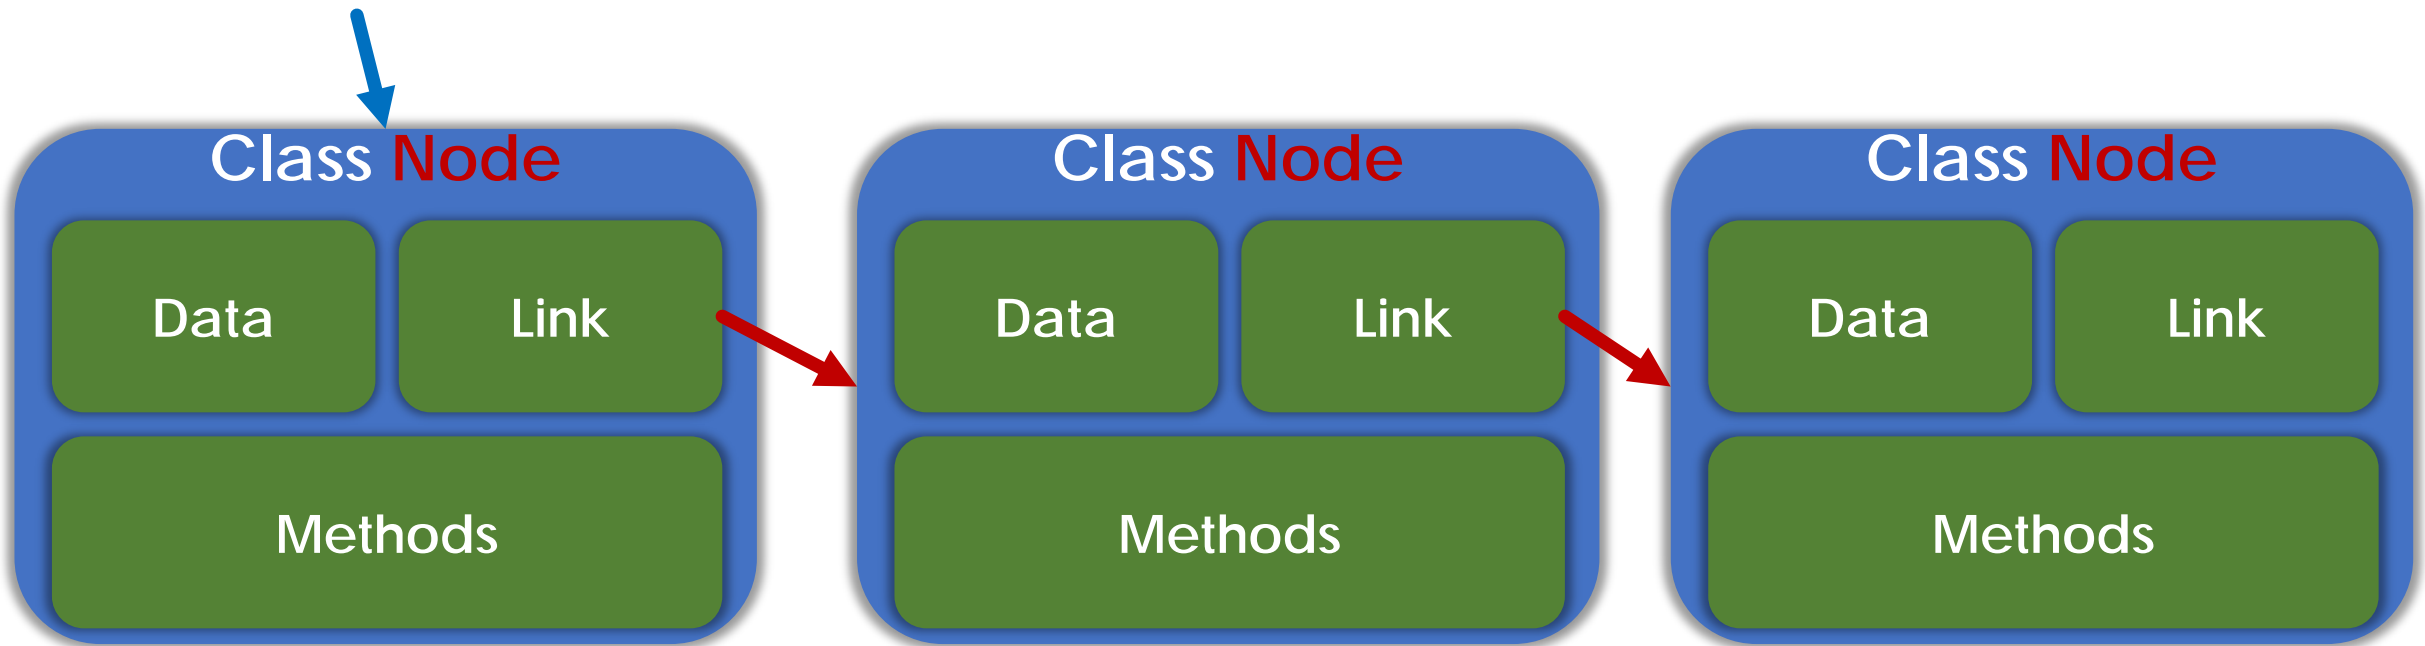 Class Node
Data
Link
Methods
Class Node
Data
Link
Methods
Class Node
Data
Link
Methods